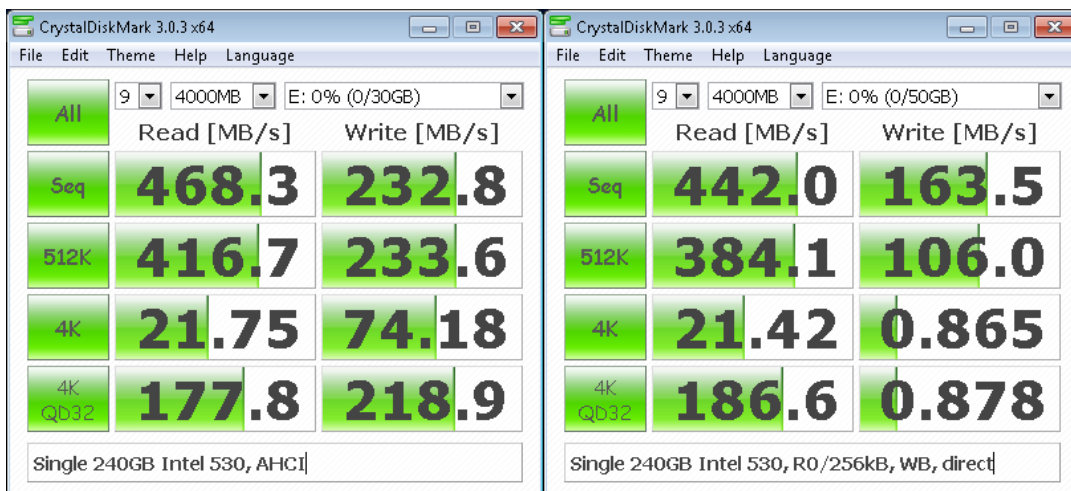 CrystalDiskMark 3.0.3 x64
File Edit Theme Help Language
All 9 4000MB E: 0% (0/30GB)
Read [MB/s] Write [MB/s]
Seq 468.3 232.8
512K 416.7 233.6
4K 21.75 74.18
4K QD32 177.8 218.9
Single 240GB Intel 530, AHCI
CrystalDiskMark 3.0.3 x64
File Edit Theme Help Language
All 9 4000MB E: 0% (0/50GB)
Read [MB/s] Write [MB/s]
Seq 442.0 163.5
512K 384.1 106.0
4K 21.42 0.865
4K QD32 186.6 0.878
Single 240GB Intel 530, R0/256kB, WB, direct